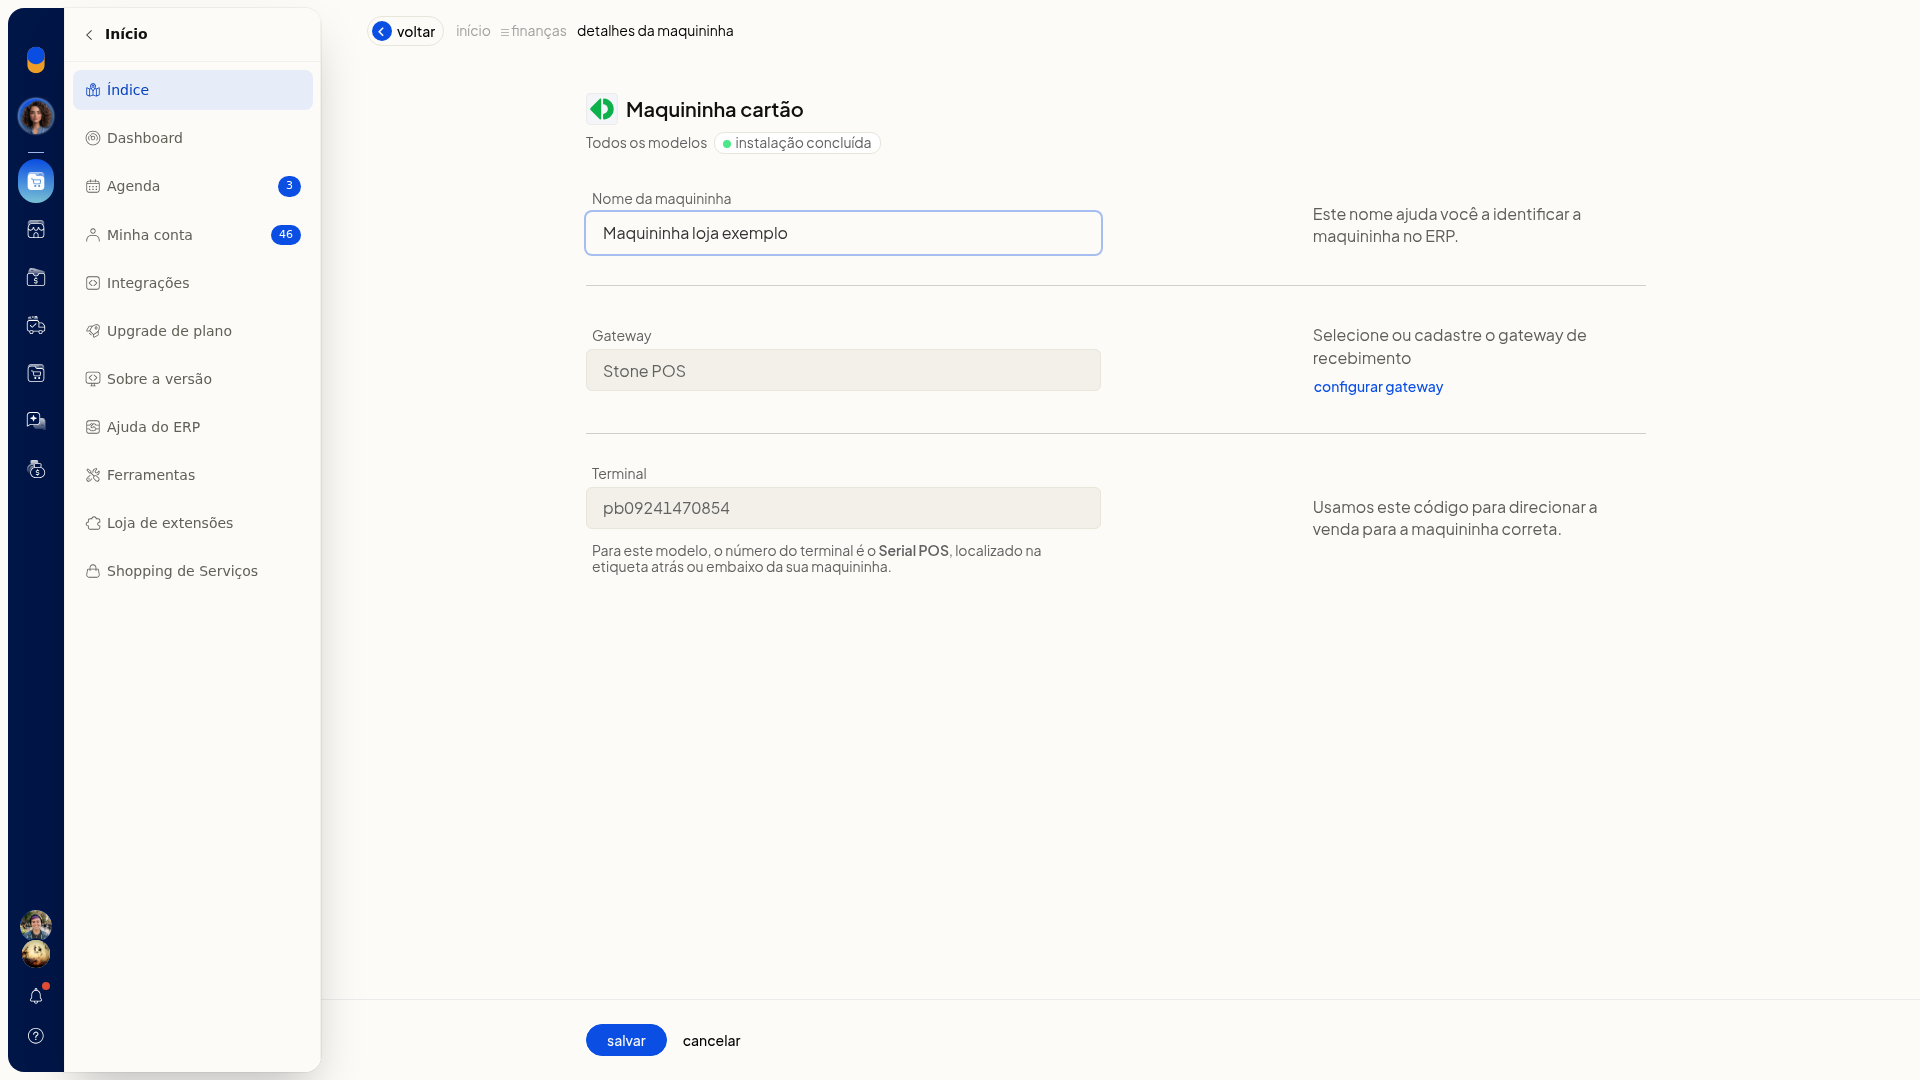 Início
Índice
Dashboard
Agenda 3
Minha conta 46
Integrações
Upgrade de plano
Sobre a versão
Ajuda do ERP
Ferramentas
Loja de extensões
Shopping de Serviços
voltar início finanças detalhes da maquininha
Maquininha cartão
Todos os modelos instalação concluída
Nome da maquininha
Maquininha loja exemplo
Este nome ajuda você a identificar a
maquininha no ERP.
Gateway
Stone POS
Selecione ou cadastre o gateway de
recebimento
configurar gateway
Terminal
pb09241470854
Para este modelo, o número do terminal é o Serial POS, localizado na
etiqueta atrás ou embaixo da sua maquininha.
Usamos este código para direcionar a
venda para a maquininha correta.
salvar cancelar